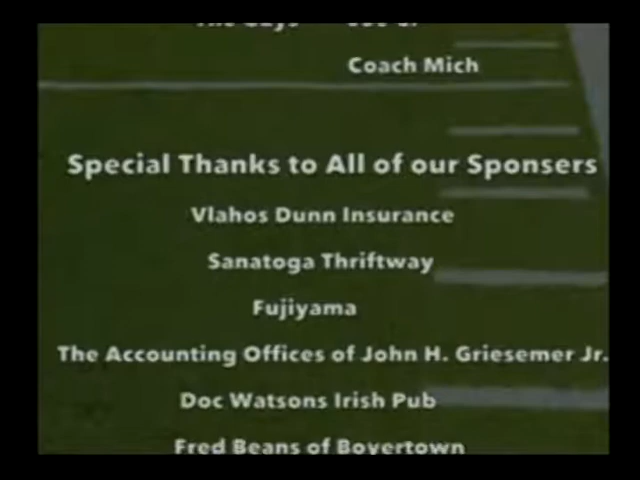 Coach Mich
Special Thanks to All of our Sponsers
Vlahos Dunn Insurance
Sanatoga Thriftway
Fujiyama
The Accounting Offices of John H. Griesemer Jr.
Doc Watsons Irish Pub
Fred Beans of Boyertown